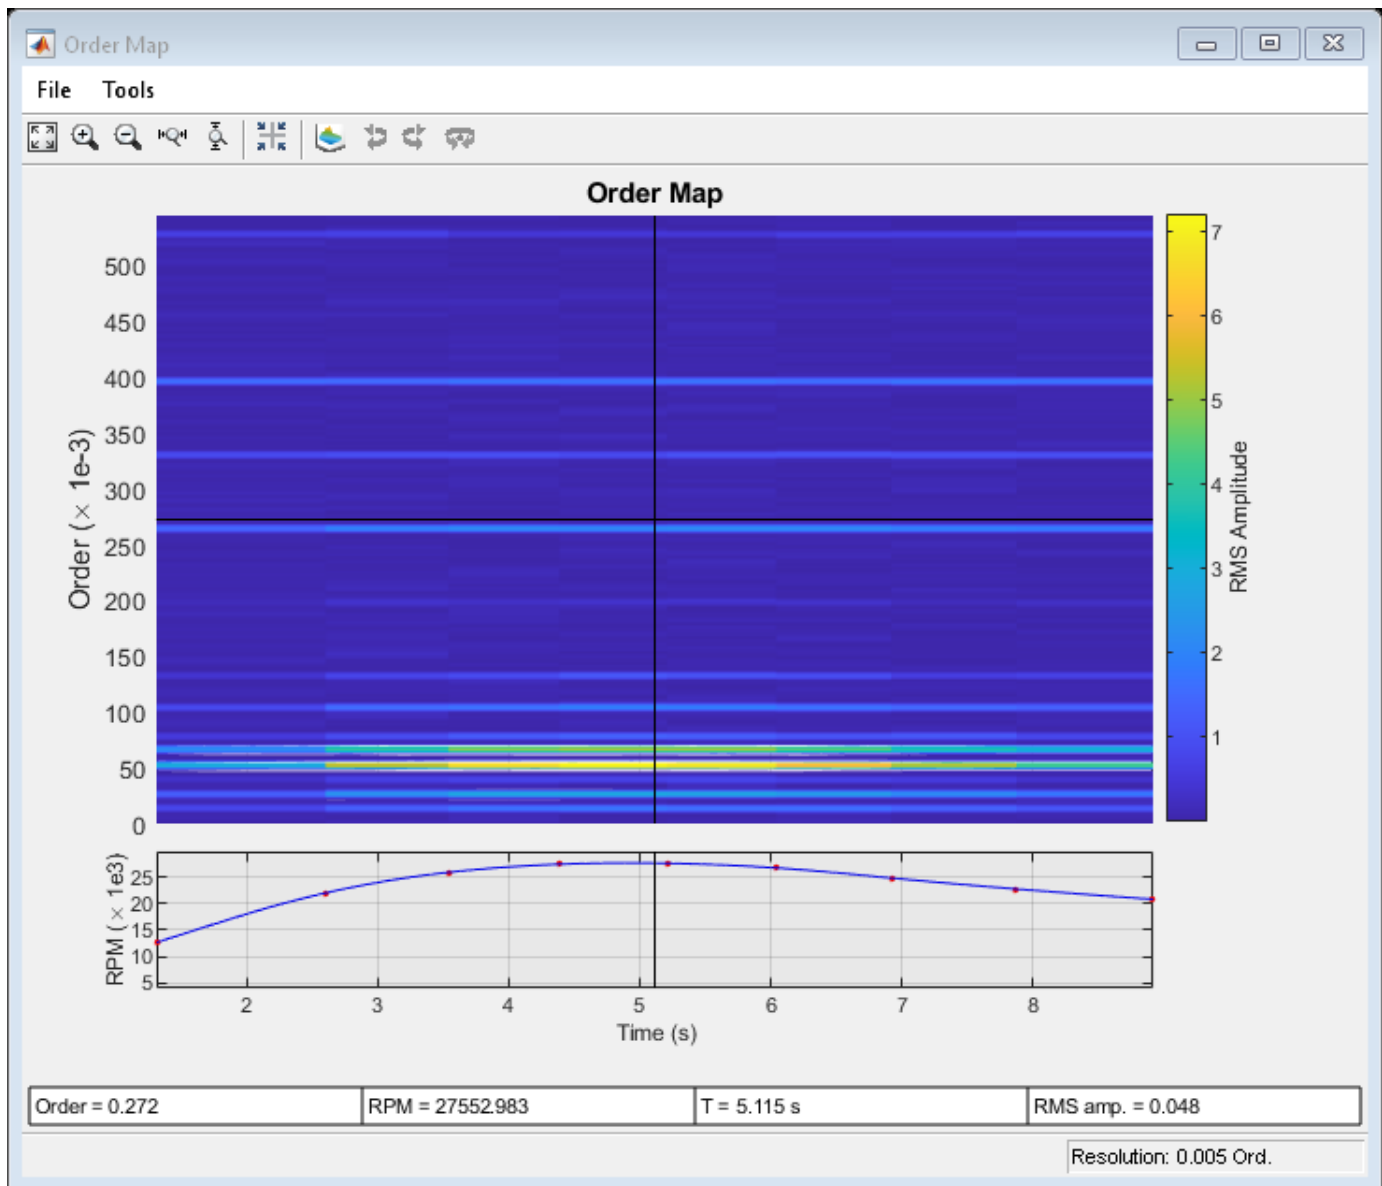 Order Map
File Tools
Order Map
Order (× 1e-3)
500
450
400
350
300
250
200
150
100
50
0
7
6
5
4
3
2
1
RMS Amplitude
RPM (× 1e3)
25
20
15
10
5
2 3 4 5 6 7 8
Time (s)
Order = 0.272 RPM = 27552.983 T = 5.115 s RMS amp. = 0.048
Resolution: 0.005 Ord.